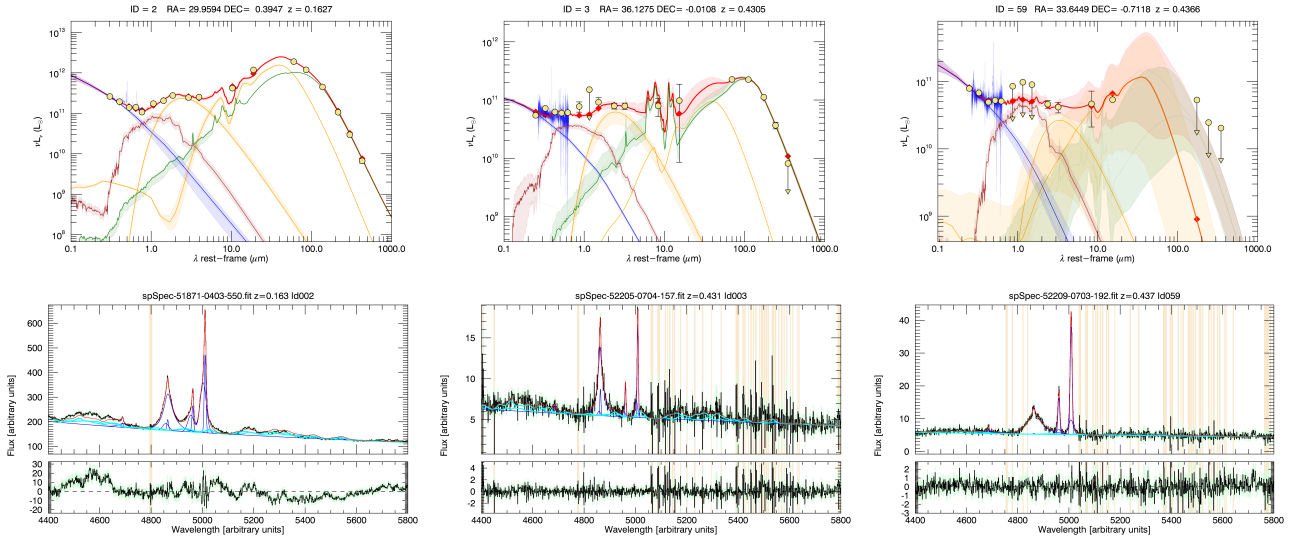 ID = 2 RA= 29.9594 DEC= 0.3947 z = 0.1627
10¹³
10¹²
10¹¹
10¹⁰
10⁹
10⁸
νLᵥ (L☉)
0.1 1.0 10.0 100.0 1000.0
λ rest-frame (μm)
ID = 3 RA= 36.1275 DEC= -0.0108 z = 0.4305
10¹²
10¹¹
10¹⁰
10⁹
νLᵥ (L☉)
0.1 1.0 10.0 100.0 1000.0
λ rest-frame (μm)
ID = 59 RA= 33.6449 DEC= -0.7118 z = 0.4366
10¹²
10¹¹
10¹⁰
10⁹
νLᵥ (L☉)
0.1 1.0 10.0 100.0 1000.0
λ rest-frame (μm)
spSpec-51871-0403-550.fit z=0.163 Id002
600
500
400
300
200
100
Flux [arbitrary units]
30
20
10
0
-10
-20
4400 4600 4800 5000 5200 5400 5600 5800
Wavelength [arbitrary units]
spSpec-52205-0704-157.fit z=0.431 Id003
15
10
5
Flux [arbitrary units]
4
2
0
-2
-4
4400 4600 4800 5000 5200 5400 5600 5800
Wavelength [arbitrary units]
spSpec-52209-0703-192.fit z=0.437 Id059
40
30
20
10
0
Flux [arbitrary units]
2
1
0
-1
-2
-3
4400 4600 4800 5000 5200 5400 5600 5800
Wavelength [arbitrary units]